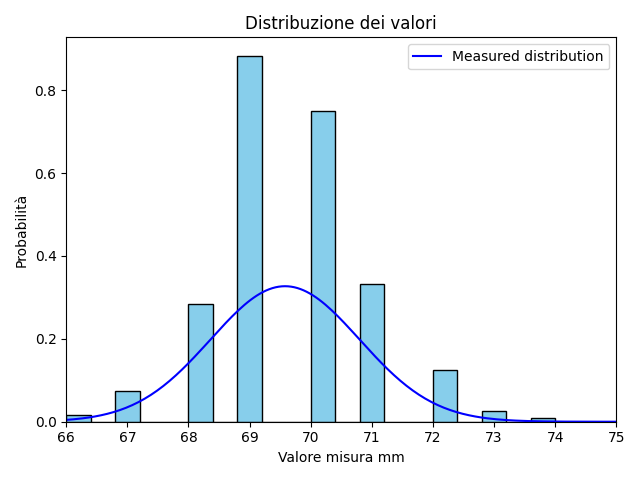 Distribuzione dei valori
Measured distribution
Probabilità
0.8
0.6
0.4
0.2
0.0
66 67 68 69 70 71 72 73 74 75
Valore misura mm